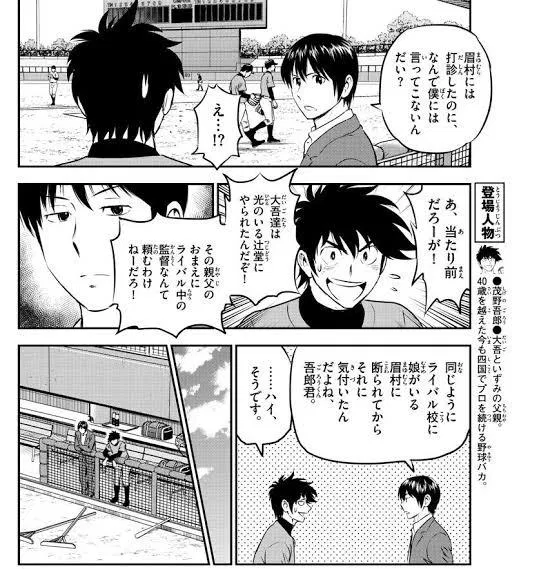 眉村には
打診したのに、
なんで僕には
言ってこないん
だい？
え…!?
あ、当たり前
だろーが！
大吾達は
光のいる辻堂に
やられたんだぞ！
その親父の
おまえに
ライバル中の
監督なんて
頼むわけ
ねーだろ！
同じように
ライバル校に
娘がいる
眉村に
断られてから
それに
気付いたん
だよね、
吾郎君。
……ハイ、
そうです。
登場人物
●茂野吾郎●大吾といずみの父親。
40歳を越えた今も四国でプロを続ける野球バカ。